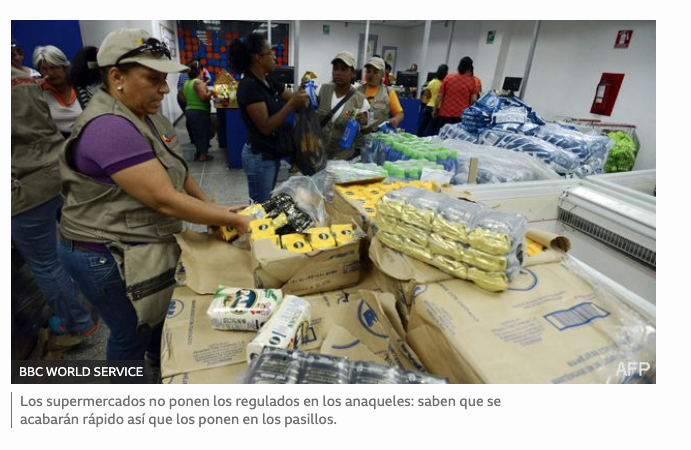 AFP
BBC WORLD SERVICE
Los supermercados no ponen los regulados en los anaqueles: saben que se
acabarán rápido así que los ponen en los pasillos.